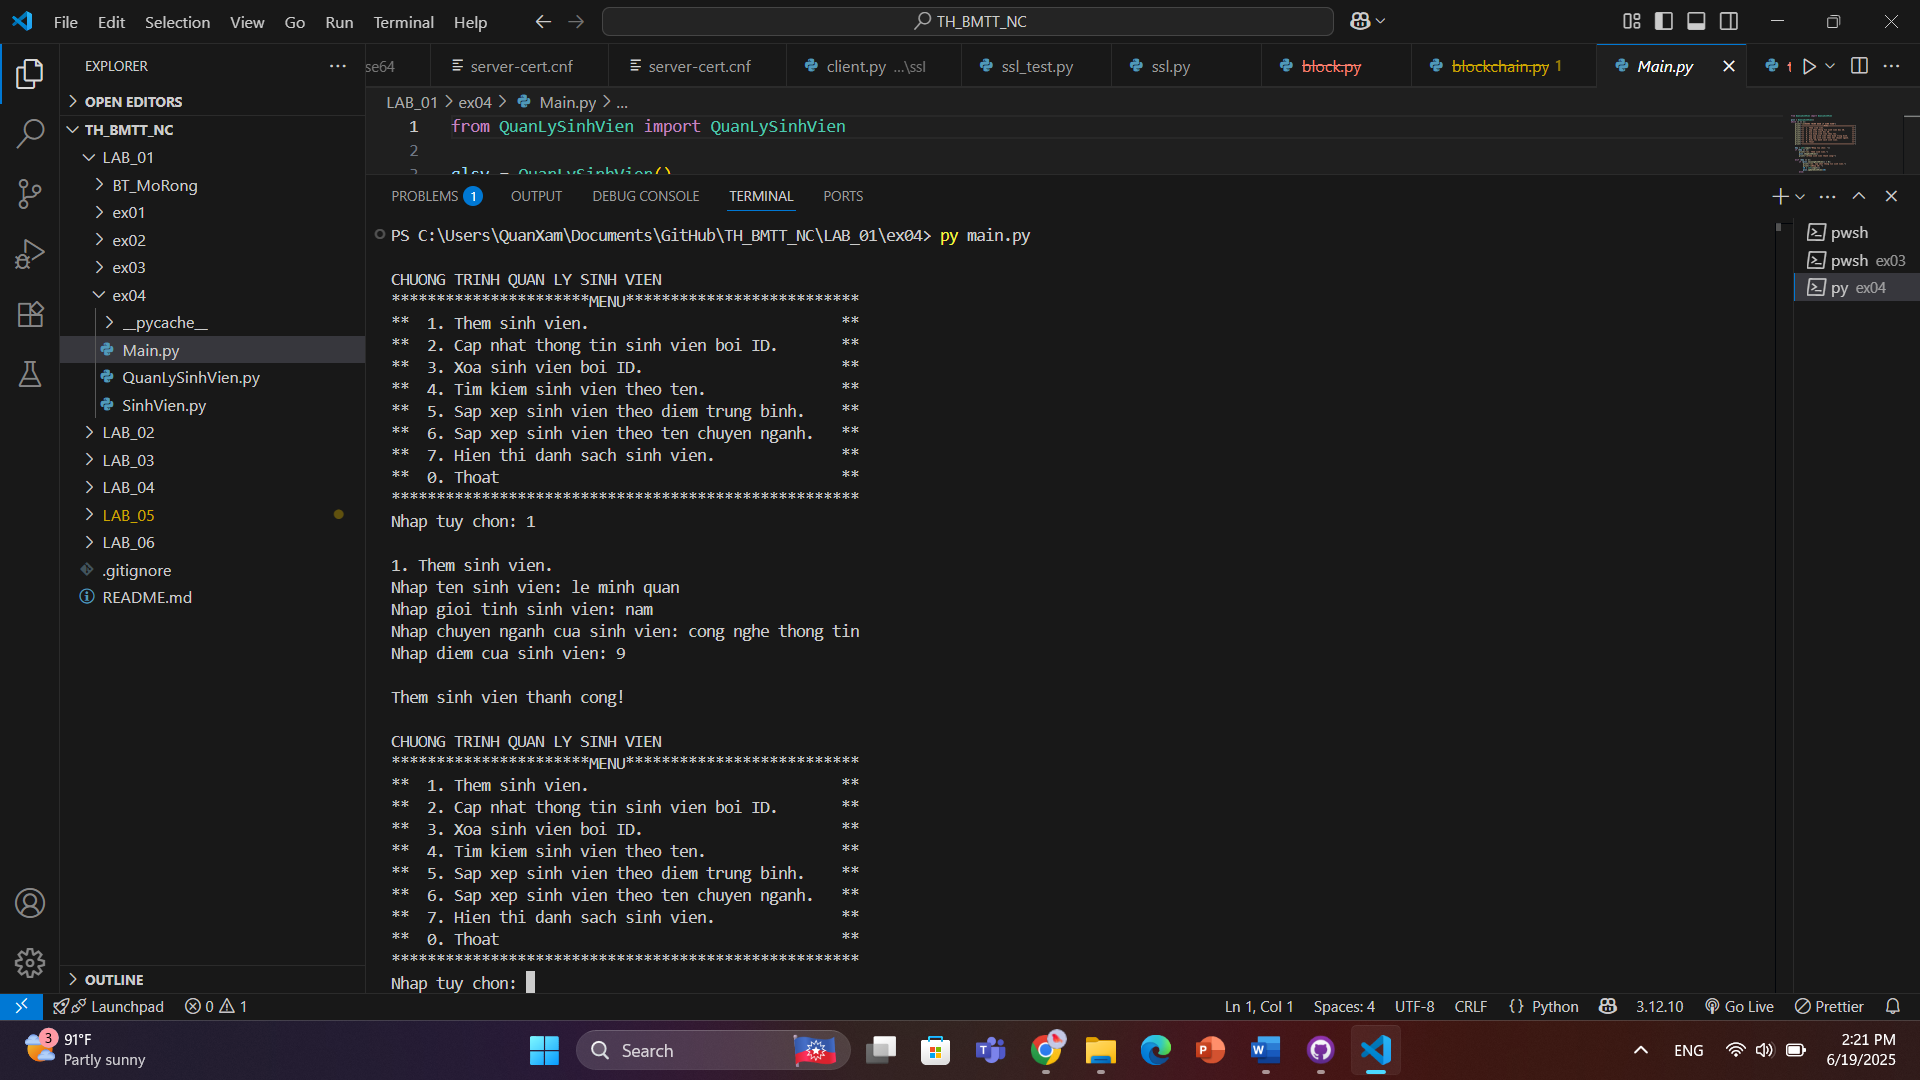 File Edit Selection View Go Run Terminal Help
TH_BMTT_NC
EXPLORER
OPEN EDITORS
TH_BMTT_NC
LAB_01
BT_MoRong
ex01
ex02
ex03
ex04
__pycache__
Main.py
QuanLySinhVien.py
SinhVien.py
LAB_02
LAB_03
LAB_04
LAB_05
LAB_06
.gitignore
README.md
OUTLINE
se64 server-cert.cnf server-cert.cnf client.py ...\ssl ssl_test.py ssl.py block.py blockchain.py 1 Main.py
LAB_01 > ex04 > Main.py > ...
1 from QuanLySinhVien import QuanLySinhVien
2
3 qlsv = QuanLySinhVien()
PROBLEMS 1 OUTPUT DEBUG CONSOLE TERMINAL PORTS
PS C:\Users\QuanXam\Documents\GitHub\TH_BMTT_NC\LAB_01\ex04> py main.py
CHUONG TRINH QUAN LY SINH VIEN
**********************MENU**************************
** 1. Them sinh vien. **
** 2. Cap nhat thong tin sinh vien boi ID. **
** 3. Xoa sinh vien boi ID. **
** 4. Tim kiem sinh vien theo ten. **
** 5. Sap xep sinh vien theo diem trung binh. **
** 6. Sap xep sinh vien theo ten chuyen nganh. **
** 7. Hien thi danh sach sinh vien. **
** 0. Thoat **
****************************************************
Nhap tuy chon: 1
1. Them sinh vien.
Nhap ten sinh vien: le minh quan
Nhap gioi tinh sinh vien: nam
Nhap chuyen nganh cua sinh vien: cong nghe thong tin
Nhap diem cua sinh vien: 9
Them sinh vien thanh cong!
CHUONG TRINH QUAN LY SINH VIEN
**********************MENU**************************
** 1. Them sinh vien. **
** 2. Cap nhat thong tin sinh vien boi ID. **
** 3. Xoa sinh vien boi ID. **
** 4. Tim kiem sinh vien theo ten. **
** 5. Sap xep sinh vien theo diem trung binh. **
** 6. Sap xep sinh vien theo ten chuyen nganh. **
** 7. Hien thi danh sach sinh vien. **
** 0. Thoat **
****************************************************
Nhap tuy chon:
pwsh
pwsh ex03
py ex04
Launchpad 0 1 Ln 1, Col 1 Spaces: 4 UTF-8 CRLF {} Python 3.12.10 Go Live Prettier
3 91°F
Partly sunny
Search
ENG
2:21 PM
6/19/2025